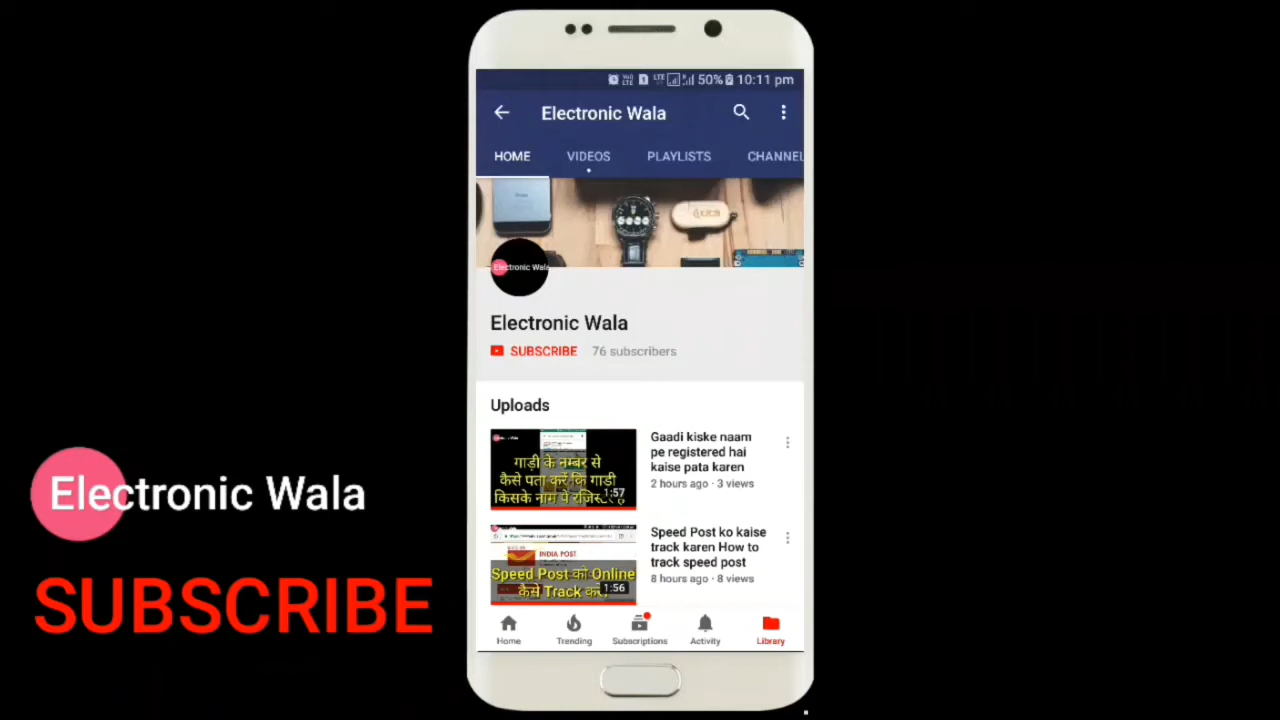 50% 10:11 pm
Electronic Wala
HOME VIDEOS PLAYLISTS CHANNEL
Electronic Wala
Electronic Wala
SUBSCRIBE 76 subscribers
Uploads
गाड़ी के नम्बर से
कैसे पता करें कि गाड़ी
किसके नाम पे
1:57
Gaadi kiske naam
pe registered hai
kaise pata karen
2 hours ago · 3 views
INDIA POST
Speed Post को Online
कैसे Track करें
1:56
Speed Post ko kaise
track karen How to
track speed post
8 hours ago · 8 views
Home Trending Subscriptions Activity Library
Electronic Wala
SUBSCRIBE